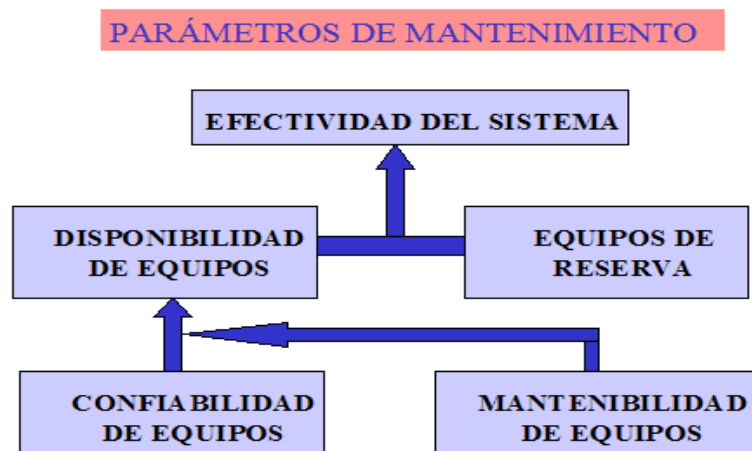 PARÁMETROS DE MANTENIMIENTO
EFECTIVIDAD DEL SISTEMA
DISPONIBILIDAD
DE EQUIPOS
EQUIPOS DE
RESERVA
CONFIABILIDAD
DE EQUIPOS
MANTENIBILIDAD
DE EQUIPOS